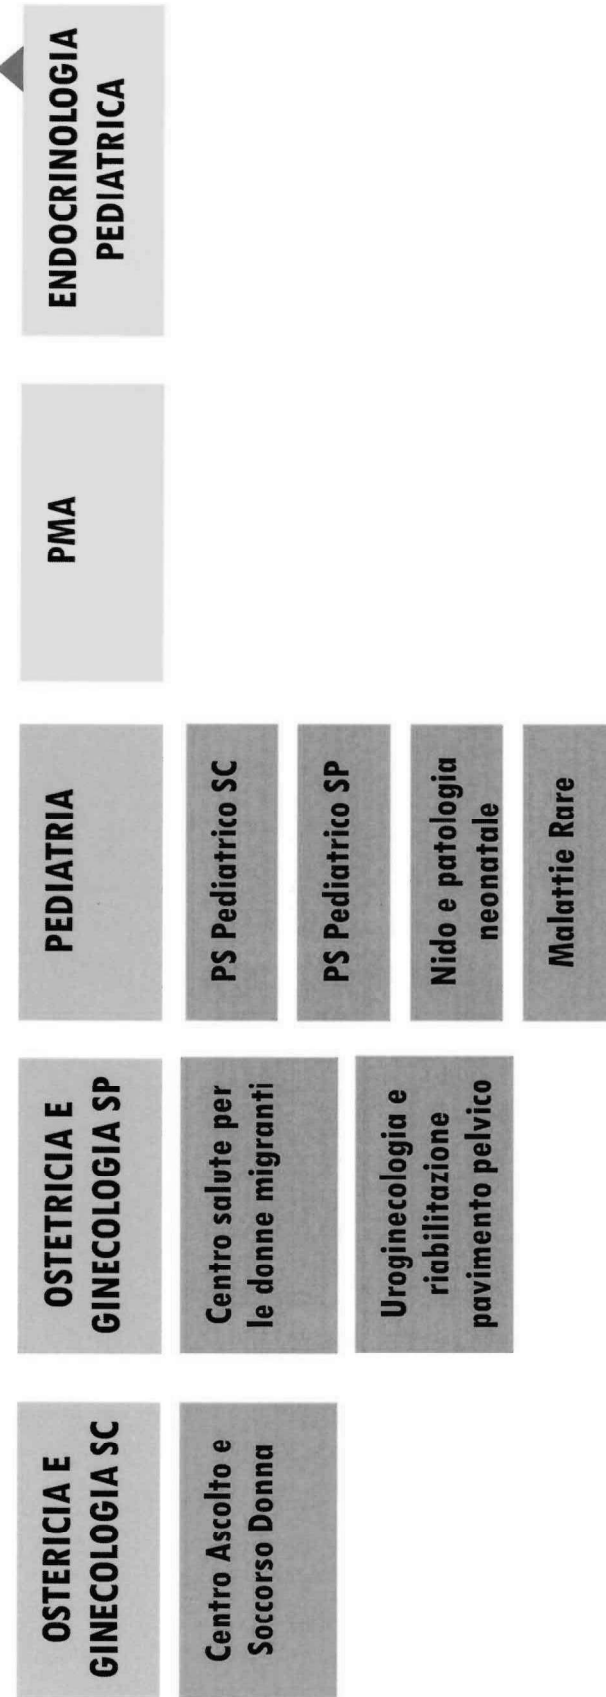 OSTERICIA E
GINECOLOGIA SC
Centro Ascolto e
Soccorso Donna
OSTETRICIA E
GINECOLOGIA SP
Centro salute per
le donne migranti
Uroginecologia e
riabilitazione
pavimento pelvico
PEDIATRIA
PS Pediatrico SC
PS Pediatrico SP
Nido e patologia
neonatale
Malattie Rare
PMA
ENDOCRINOLOGIA
PEDIATRICA